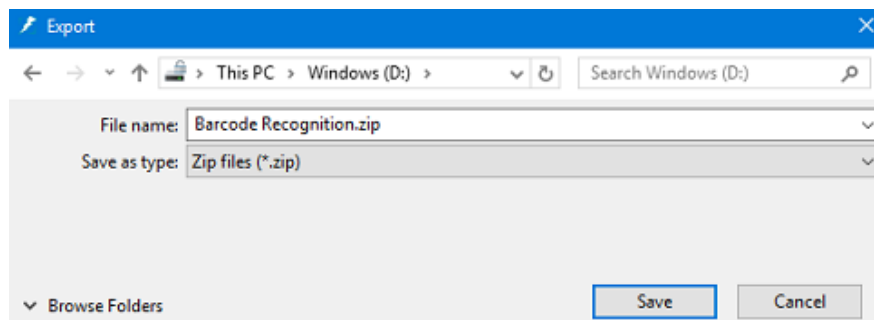 Export
This PC > Windows (D:) > Search Windows (D:)
File name: Barcode Recognition.zip
Save as type: Zip files (*.zip)
Browse Folders Save Cancel